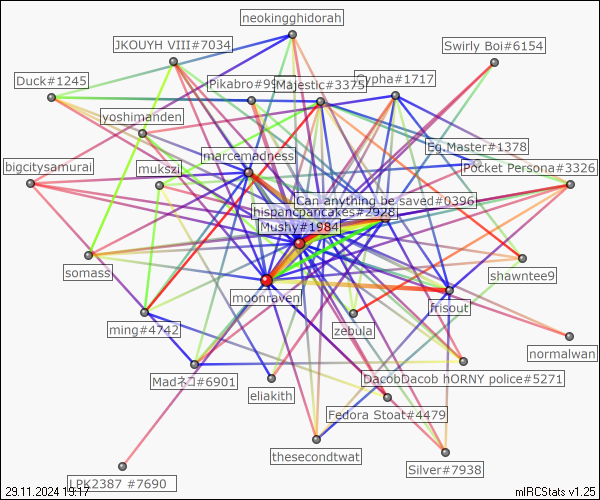 neokingghidorah
JKOUYH VIII#7034
Swirly Boi#6154
Duck#1245
Pikabro#99
Majestic#3375
Cypha#1717
yoshimanden
Eg.Master#1378
marcemadness
bigcitysamurai
mukszi
Pocket Persona#3326
Can anything be saved#0396
hispancpancakes#2928
Mushy#1984
somass
shawntee9
moonraven
frisout
ming#4742
zebula
normalwan
Madネコ#6901
DacobDacob hORNY police#5271
eliakith
Fedora Stoat#4479
thesecondtwat
Silver#7938
LPK2387 #7690
29.11.2024 19:17
mIRCStats v1.25